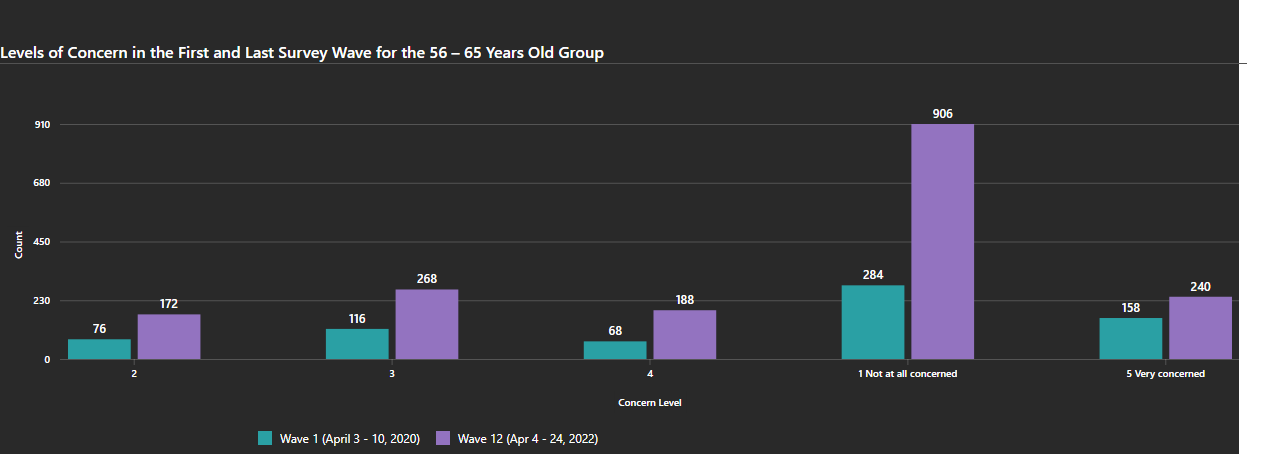 Levels of Concern in the First and Last Survey Wave for the 56 – 65 Years Old Group
910
680
450
230
0
Count
76
172
116
268
68
188
284
906
158
240
2
3
4
1 Not at all concerned
5 Very concerned
Concern Level
Wave 1 (April 3 - 10, 2020)
Wave 12 (Apr 4 - 24, 2022)